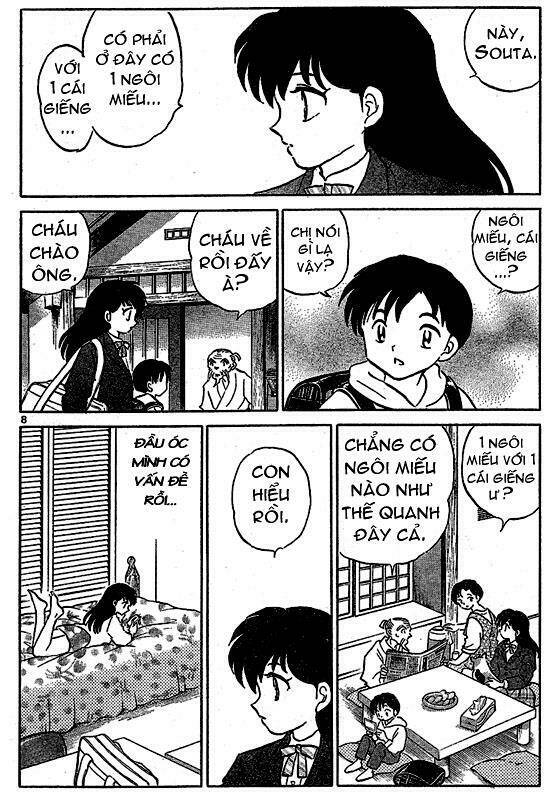 NÀY,
SOUTA.
CÓ PHẢI
Ở ĐÂY CÓ
1 NGÔI
MIẾU...
VỚI
1 CÁI
GIẾNG
...
NGÔI
MIẾU, CÁI
GIẾNG
...?
CHỊ NÓI
GÌ LẠ
VẬY?
CHÁU VỀ
RỒI ĐẤY
À?
CHÁU
CHÀO
ÔNG.
8
1 NGÔI
MIẾU VỚI 1
CÁI GIẾNG
Ư?
CHẲNG CÓ
NGÔI MIẾU
NÀO NHƯ
THẾ QUANH
ĐÂY CẢ.
CON
HIỂU
RỒI.
ĐẦU ÓC
MÌNH CÓ
VẤN ĐỀ
RỒI...